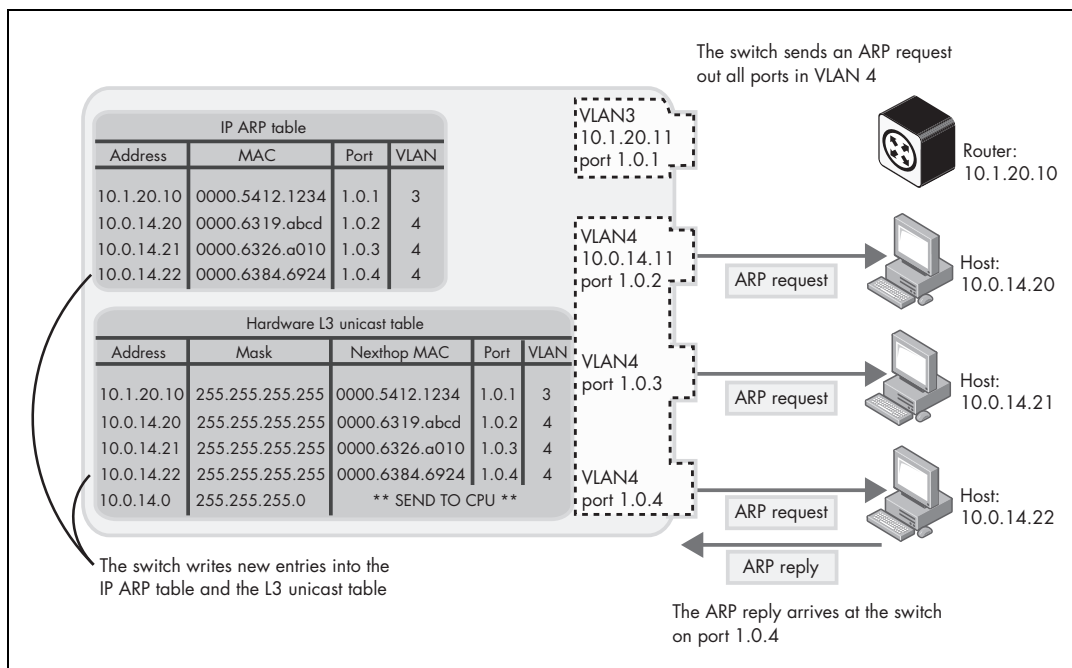 The switch sends an ARP request
out all ports in VLAN 4
IP ARP table
Address MAC Port VLAN
10.1.20.10 0000.5412.1234 1.0.1 3
10.0.14.20 0000.6319.abcd 1.0.2 4
10.0.14.21 0000.6326.a010 1.0.3 4
10.0.14.22 0000.6384.6924 1.0.4 4
Hardware L3 unicast table
Address Mask Nexthop MAC Port VLAN
10.1.20.10 255.255.255.255 0000.5412.1234 1.0.1 3
10.0.14.20 255.255.255.255 0000.6319.abcd 1.0.2 4
10.0.14.21 255.255.255.255 0000.6326.a010 1.0.3 4
10.0.14.22 255.255.255.255 0000.6384.6924 1.0.4 4
10.0.14.0 255.255.255.0 ** SEND TO CPU **
The switch writes new entries into the
IP ARP table and the L3 unicast table
VLAN3
10.1.20.11
port 1.0.1
VLAN4
10.0.14.11
port 1.0.2
VLAN4
port 1.0.3
VLAN4
port 1.0.4
Router:
10.1.20.10
ARP request
Host:
10.0.14.20
ARP request
Host:
10.0.14.21
ARP request
Host:
10.0.14.22
ARP reply
The ARP reply arrives at the switch
on port 1.0.4